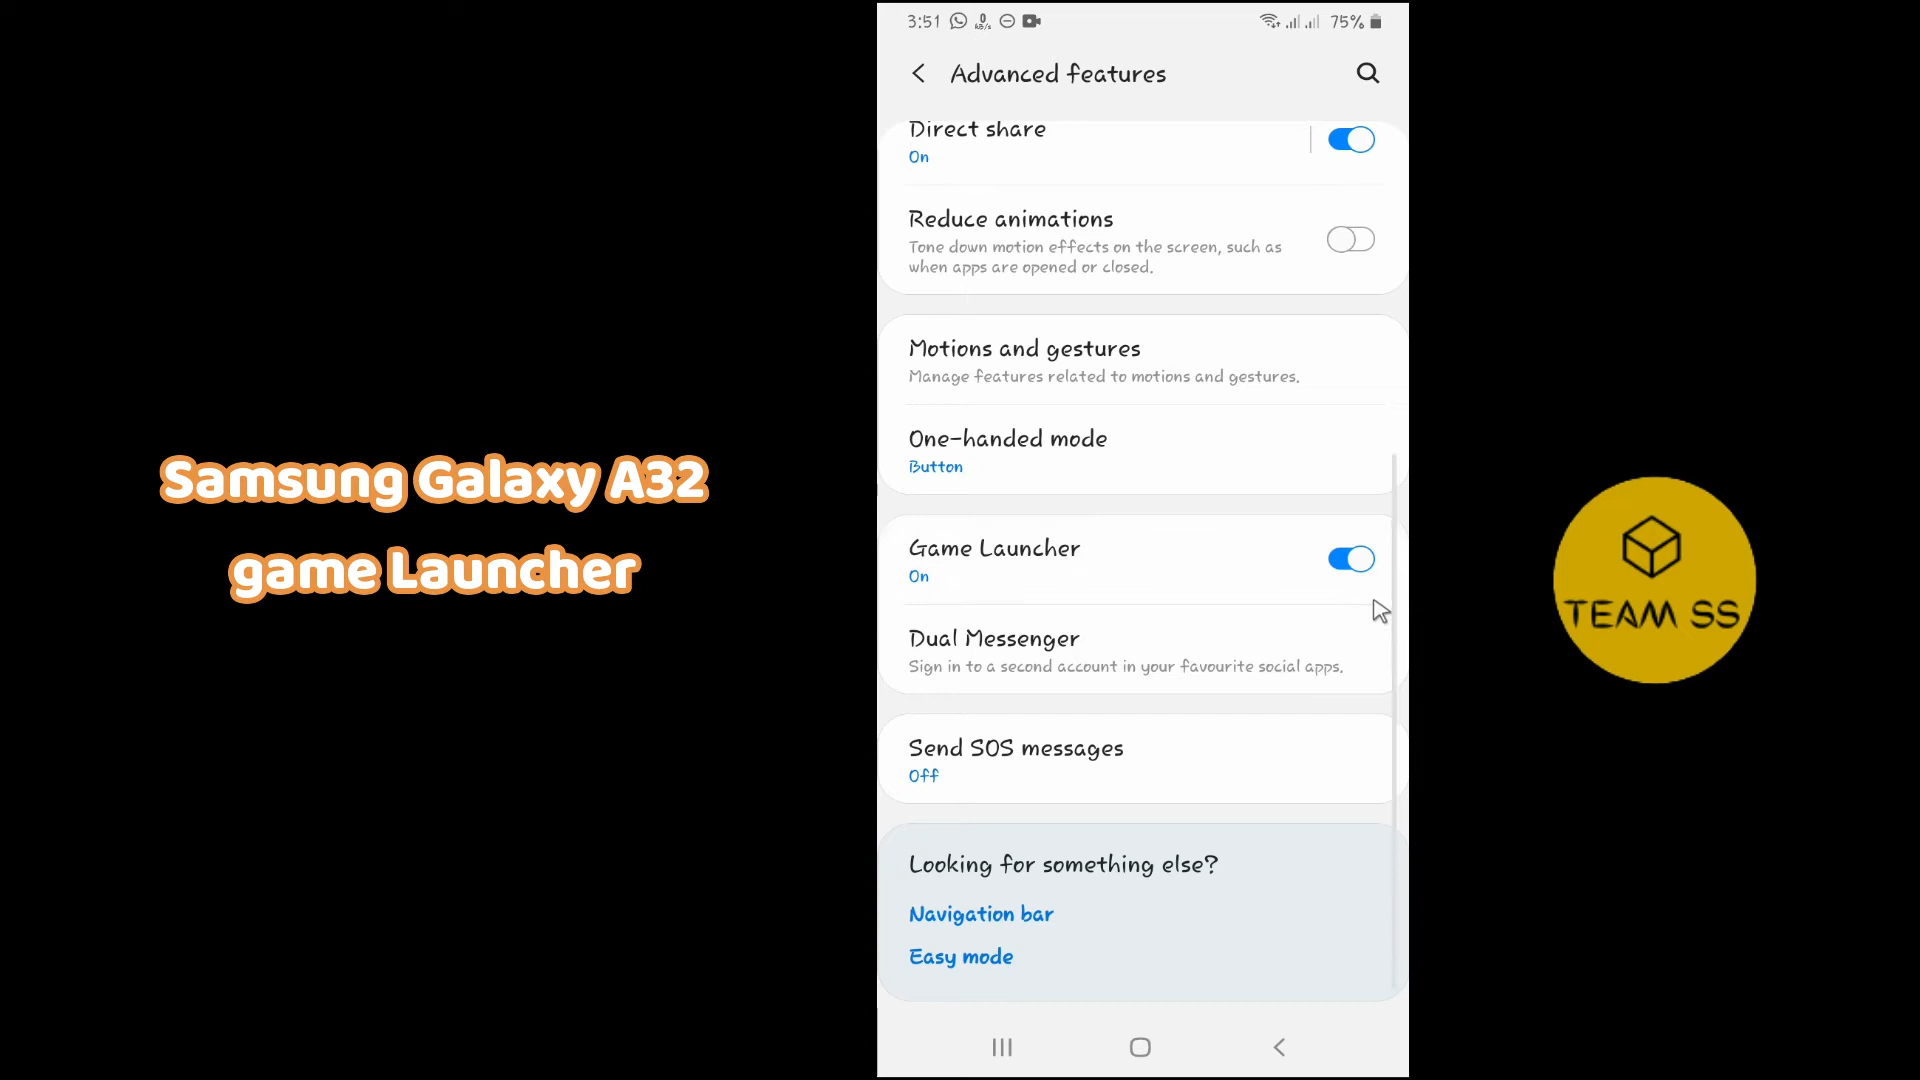 3:51
0
kB/s
75%
Advanced features
Direct share
On
Reduce animations
Tone down motion effects on the screen, such as
when apps are opened or closed.
Motions and gestures
Manage features related to motions and gestures.
One-handed mode
Button
Game Launcher
On
Dual Messenger
Sign in to a second account in your favourite social apps.
Send SOS messages
Off
Looking for something else?
Navigation bar
Easy mode
Samsung Galaxy A32
game Launcher
TEAM SS